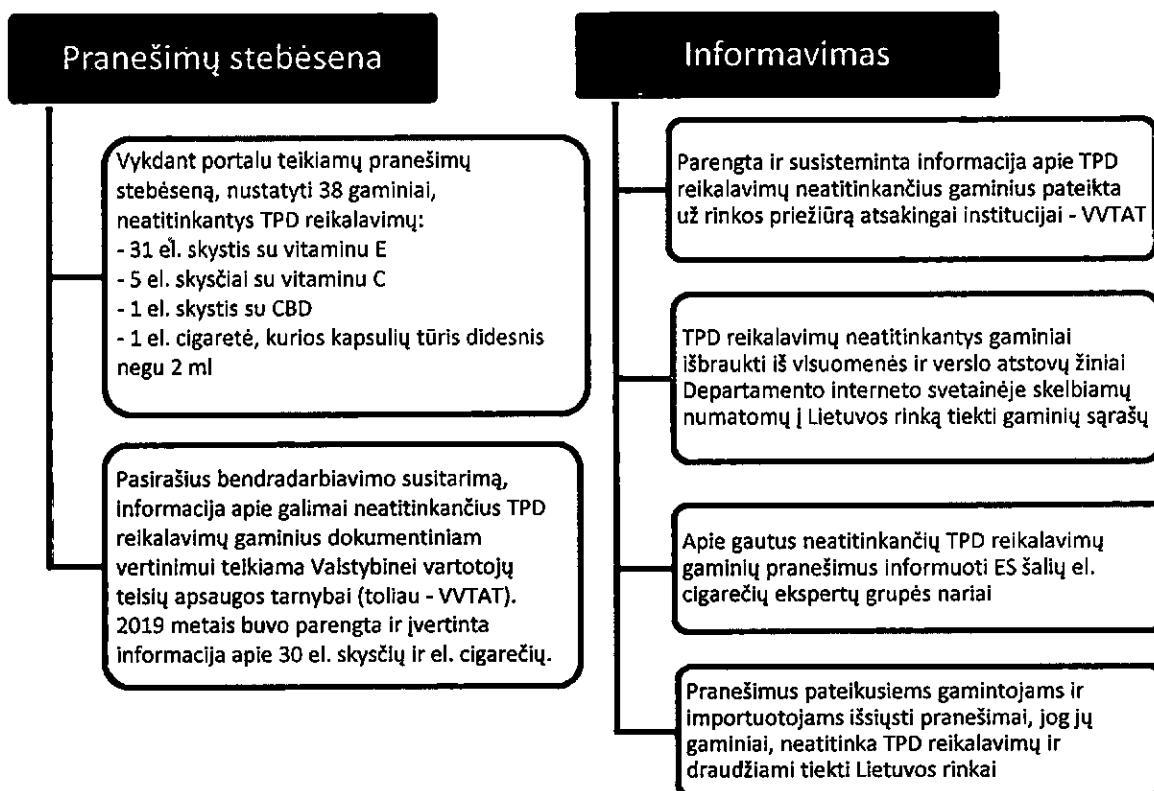 Pranešimų stebėsena
Vykdant portalu teikiamų pranešimų
stebėseną, nustatyti 38 gaminiai,
neatitinkantys TPD reikalavimų:
- 31 el. skystis su vitaminu E
- 5 el. skysčiai su vitaminu C
- 1 el. skystis su CBD
- 1 el. cigaretė, kurios kapsulių tūris didesnis
negu 2 ml
Pasirašius bendradarbiavimo susitarimą,
informacija apie galimai neatitinkančius TPD
reikalavimų gaminius dokumentiniam
vertinimui teikiama Valstybinei vartotojų
teisių apsaugos tarnybai (toliau - VVTAT).
2019 metais buvo parengta ir įvertinta
informacija apie 30 el. skysčių ir el. cigarečių.
Informavimas
Parengta ir susisteminta informacija apie TPD
reikalavimų neatitinkančius gaminius pateikta
už rinkos priežiūrą atsakingai institucijai - VVTAT
TPD reikalavimų neatitinkantys gaminiai
išbraukti iš visuomenės ir verslo atstovų žiniai
Departamento interneto svetainėje skelbiamų
numatomų į Lietuvos rinką tiekti gaminių sąrašų
Apie gautus neatitinkančių TPD reikalavimų
gaminių pranešimus informuoti ES šalių el.
cigarečių ekspertų grupės nariai
Pranešimus pateikusiems gamintojams ir
importuotojams išsiųsti pranešimai, jog jų
gaminiai, neatitinka TPD reikalavimų ir
draudžiami tiekti Lietuvos rinkai